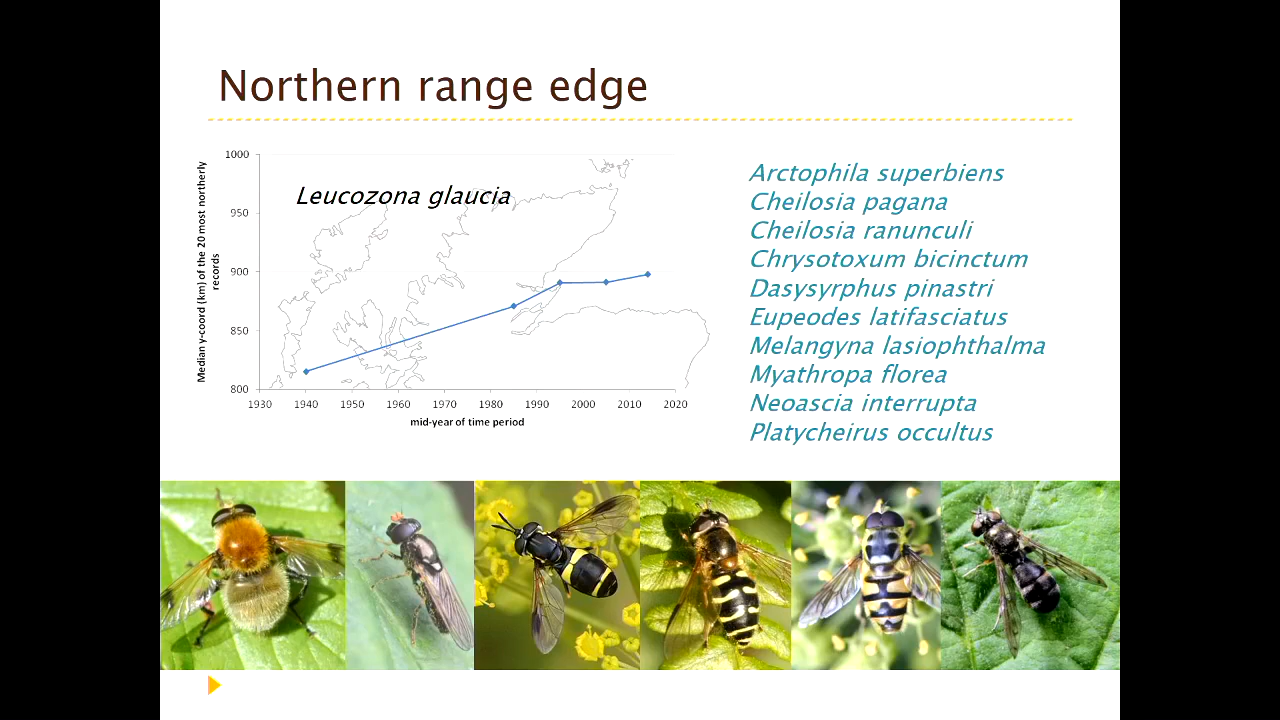 Northern range edge
Median y-coord (km) of the 20 most northerly
records
1000
950
900
850
800
Leucozona glaucia
1930 1940 1950 1960 1970 1980 1990 2000 2010 2020
mid-year of time period
Arctophila superbiens
Cheilosia pagana
Cheilosia ranunculi
Chrysotoxum bicinctum
Dasysyrphus pinastri
Eupeodes latifasciatus
Melangyna lasiophthalma
Myathropa florea
Neoascia interrupta
Platycheirus occultus